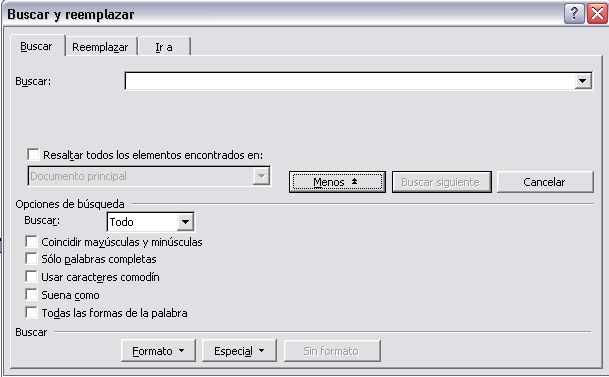 Buscar y reemplazar
Buscar Reemplazar Ir a
Buscar:
Resaltar todos los elementos encontrados en:
Documento principal Menos Buscar siguiente Cancelar
Opciones de búsqueda
Buscar: Todo
Coincidir mayúsculas y minúsculas
Sólo palabras completas
Usar caracteres comodín
Suena como
Todas las formas de la palabra
Buscar
Formato Especial Sin formato